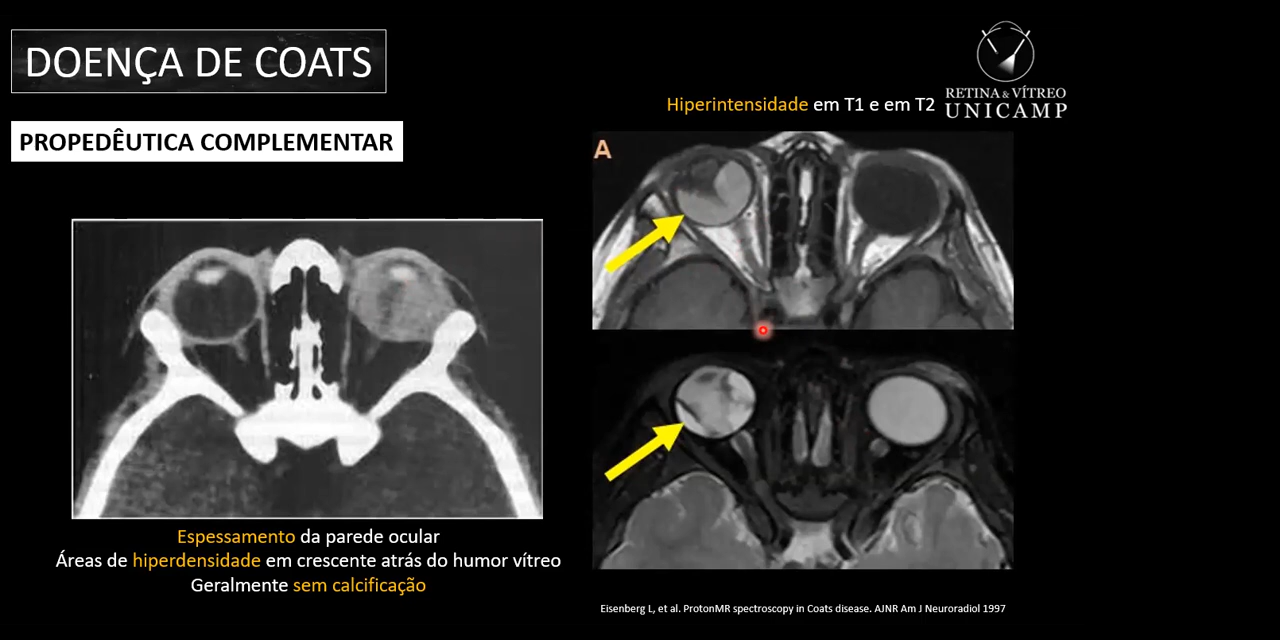 DOENÇA DE COATS
PROPEDÊUTICA COMPLEMENTAR
Espessamento da parede ocular
Áreas de hiperdensidade em crescente atrás do humor vítreo
Geralmente sem calcificação
Hiperintensidade em T1 e em T2
RETINA & VÍTREO
UNICAMP
A
Eisenberg L, et al. ProtonMR spectroscopy in Coats disease. AJNR Am J Neuroradiol 1997